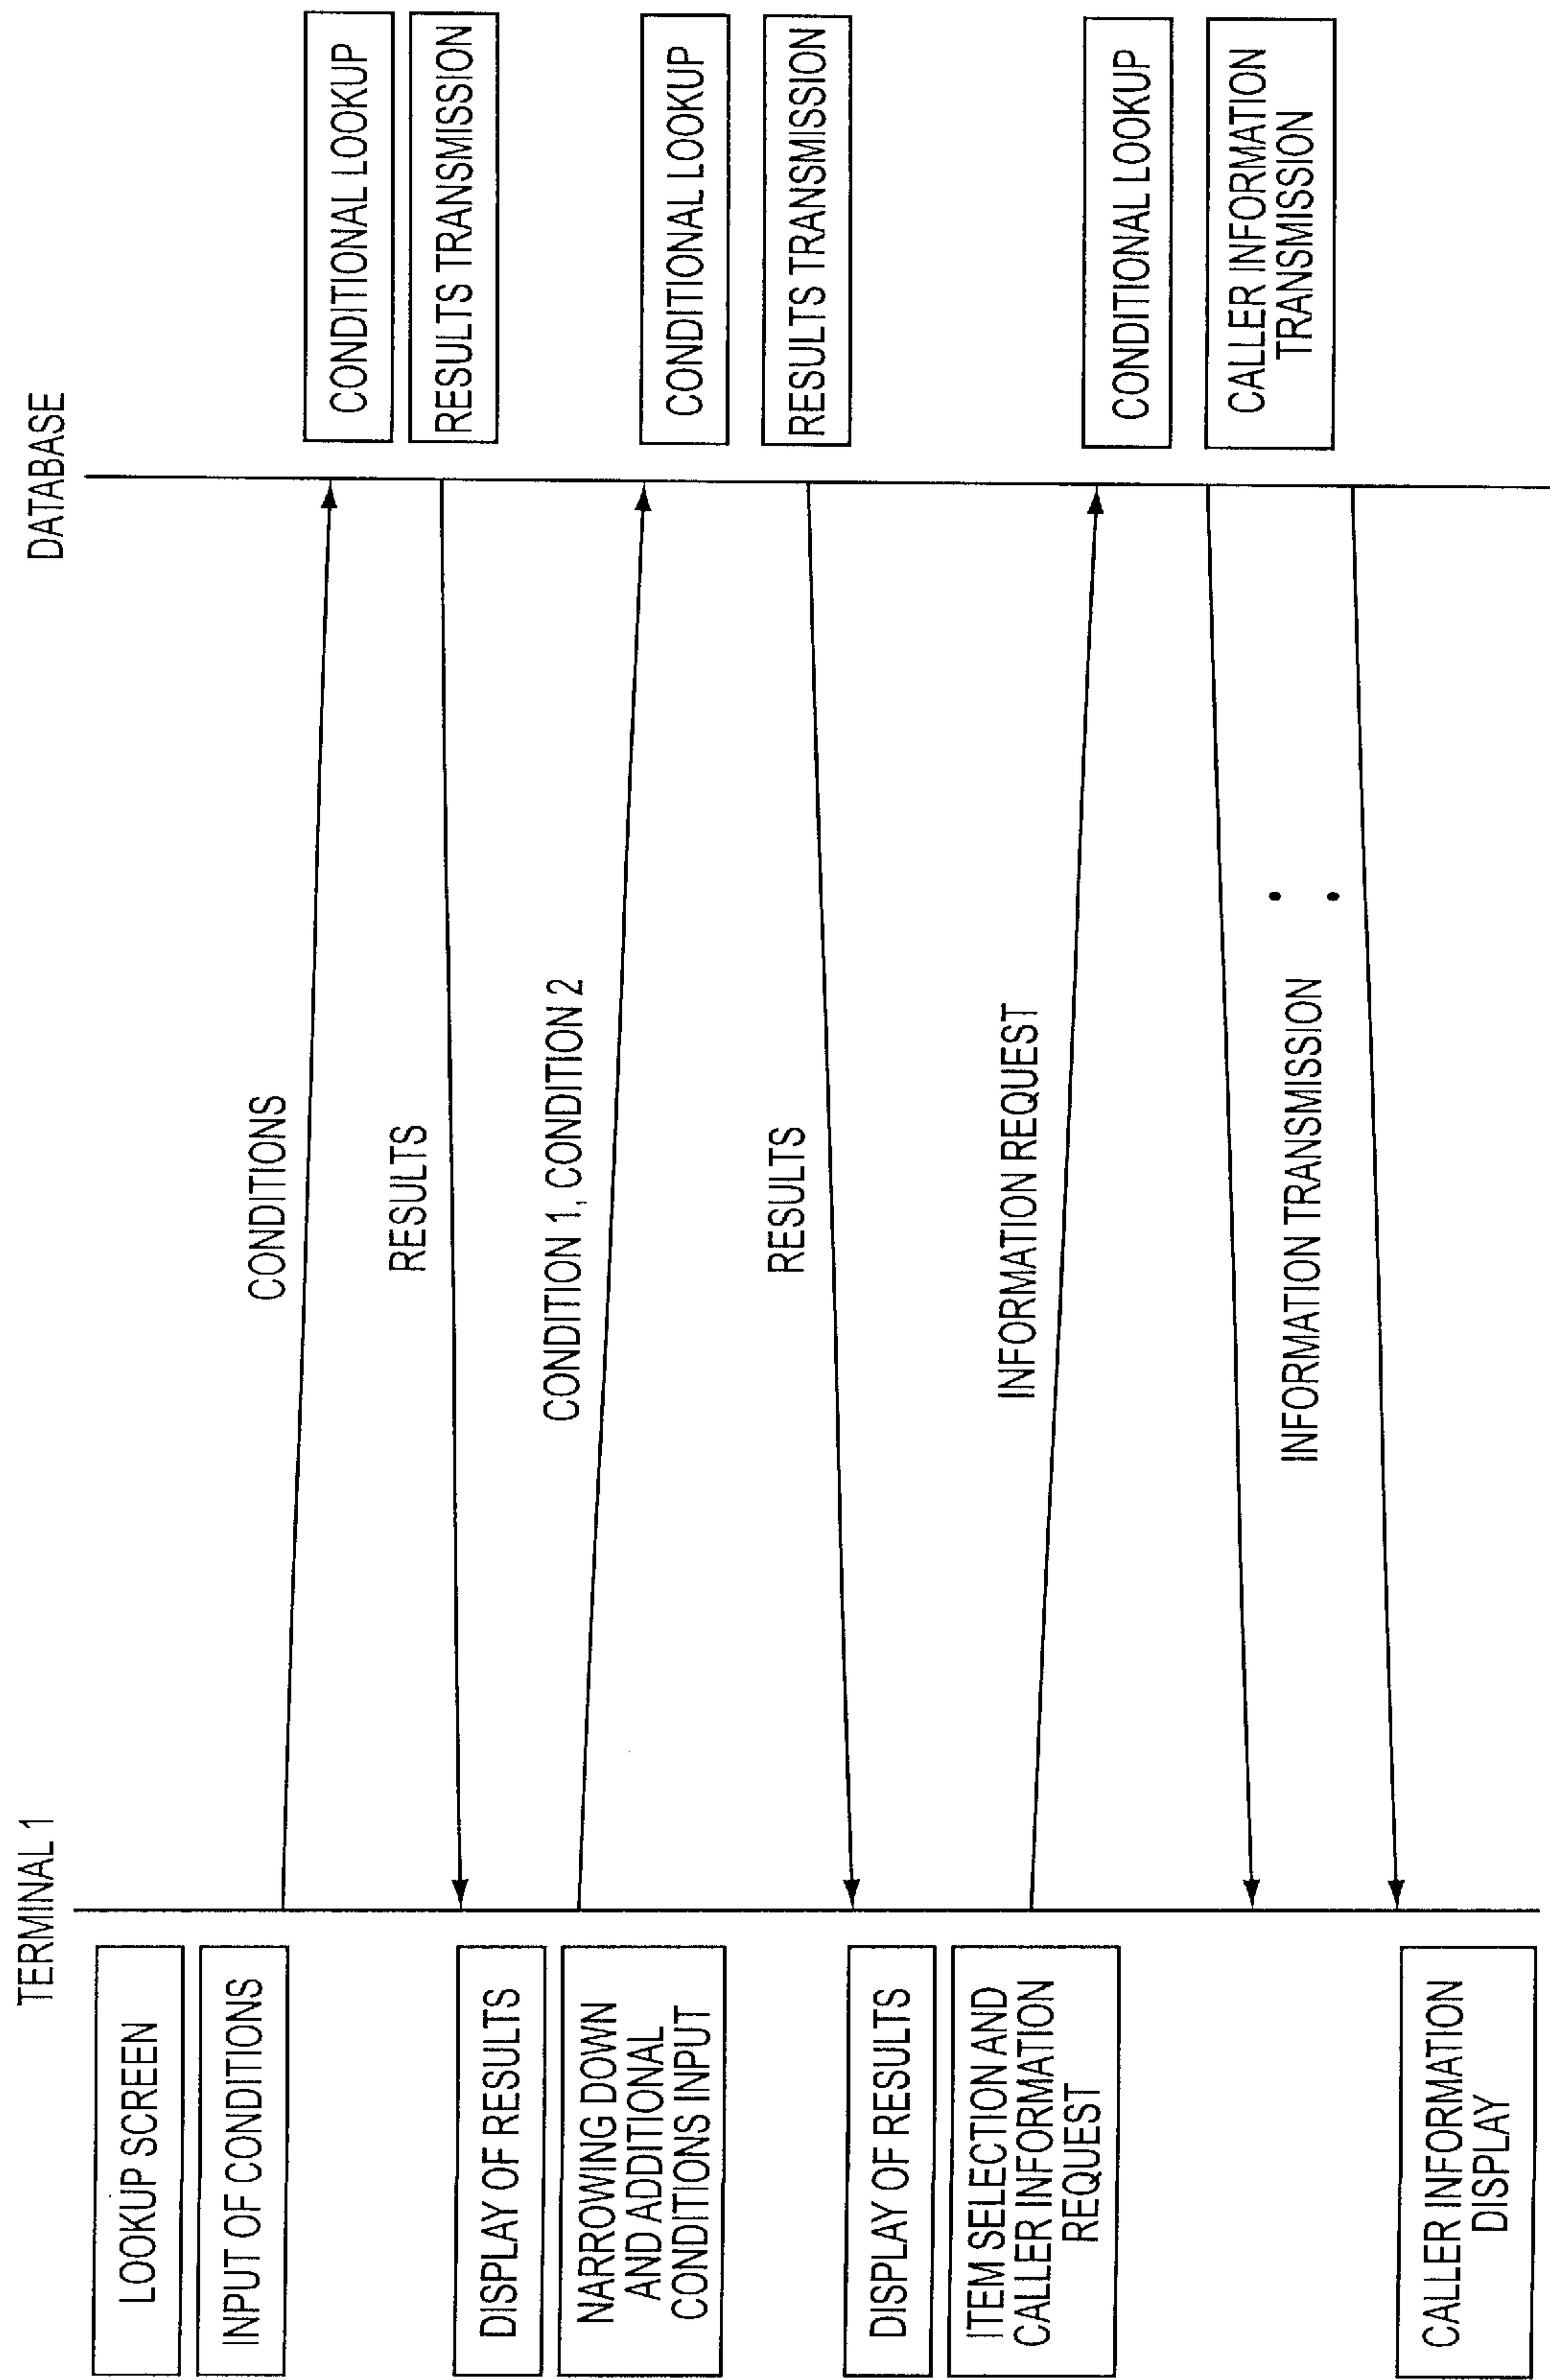 TERMINAL 1
DATABASE
LOOKUP SCREEN
INPUT OF CONDITIONS
CONDITIONS
CONDITIONAL LOOKUP
RESULTS TRANSMISSION
RESULTS
DISPLAY OF RESULTS
NARROWING DOWN
AND ADDITIONAL
CONDITIONS INPUT
CONDITION 1, CONDITION 2
CONDITIONAL LOOKUP
RESULTS TRANSMISSION
RESULTS
DISPLAY OF RESULTS
ITEM SELECTION AND
CALLER INFORMATION
REQUEST
INFORMATION REQUEST
CONDITIONAL LOOKUP
CALLER INFORMATION
TRANSMISSION
INFORMATION TRANSMISSION
CALLER INFORMATION
DISPLAY